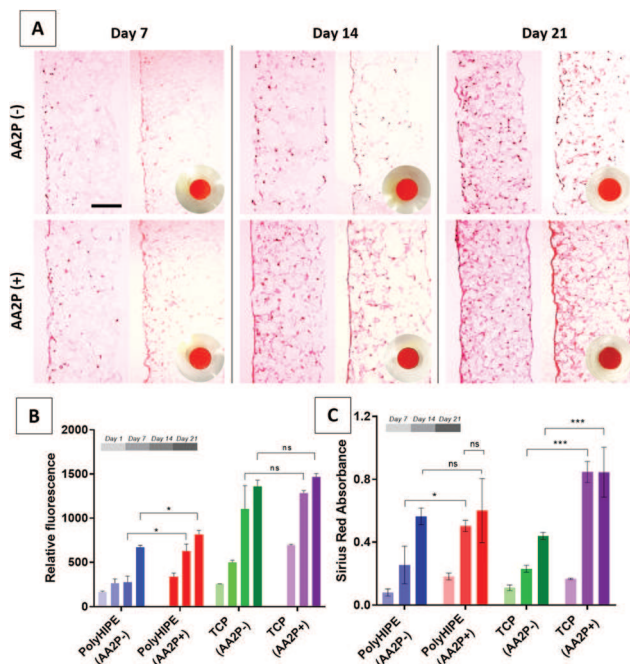 A
Day 7
Day 14
Day 21
AA2P (-)
AA2P (+)
B
Day 1 Day 7 Day 14 Day 21
2000
1500
1000
500
0
Relative fluorescence
*
*
ns
ns
PolyHIPE
(AA2P-)
PolyHIPE
(AA2P+)
TCP
(AA2P-)
TCP
(AA2P+)
C
Day 7 Day 14 Day 21
1.2
0.8
0.4
0.0
Sirius Red Absorbance
*
ns
ns
***
***
PolyHIPE
(AA2P-)
PolyHIPE
(AA2P+)
TCP
(AA2P-)
TCP
(AA2P+)